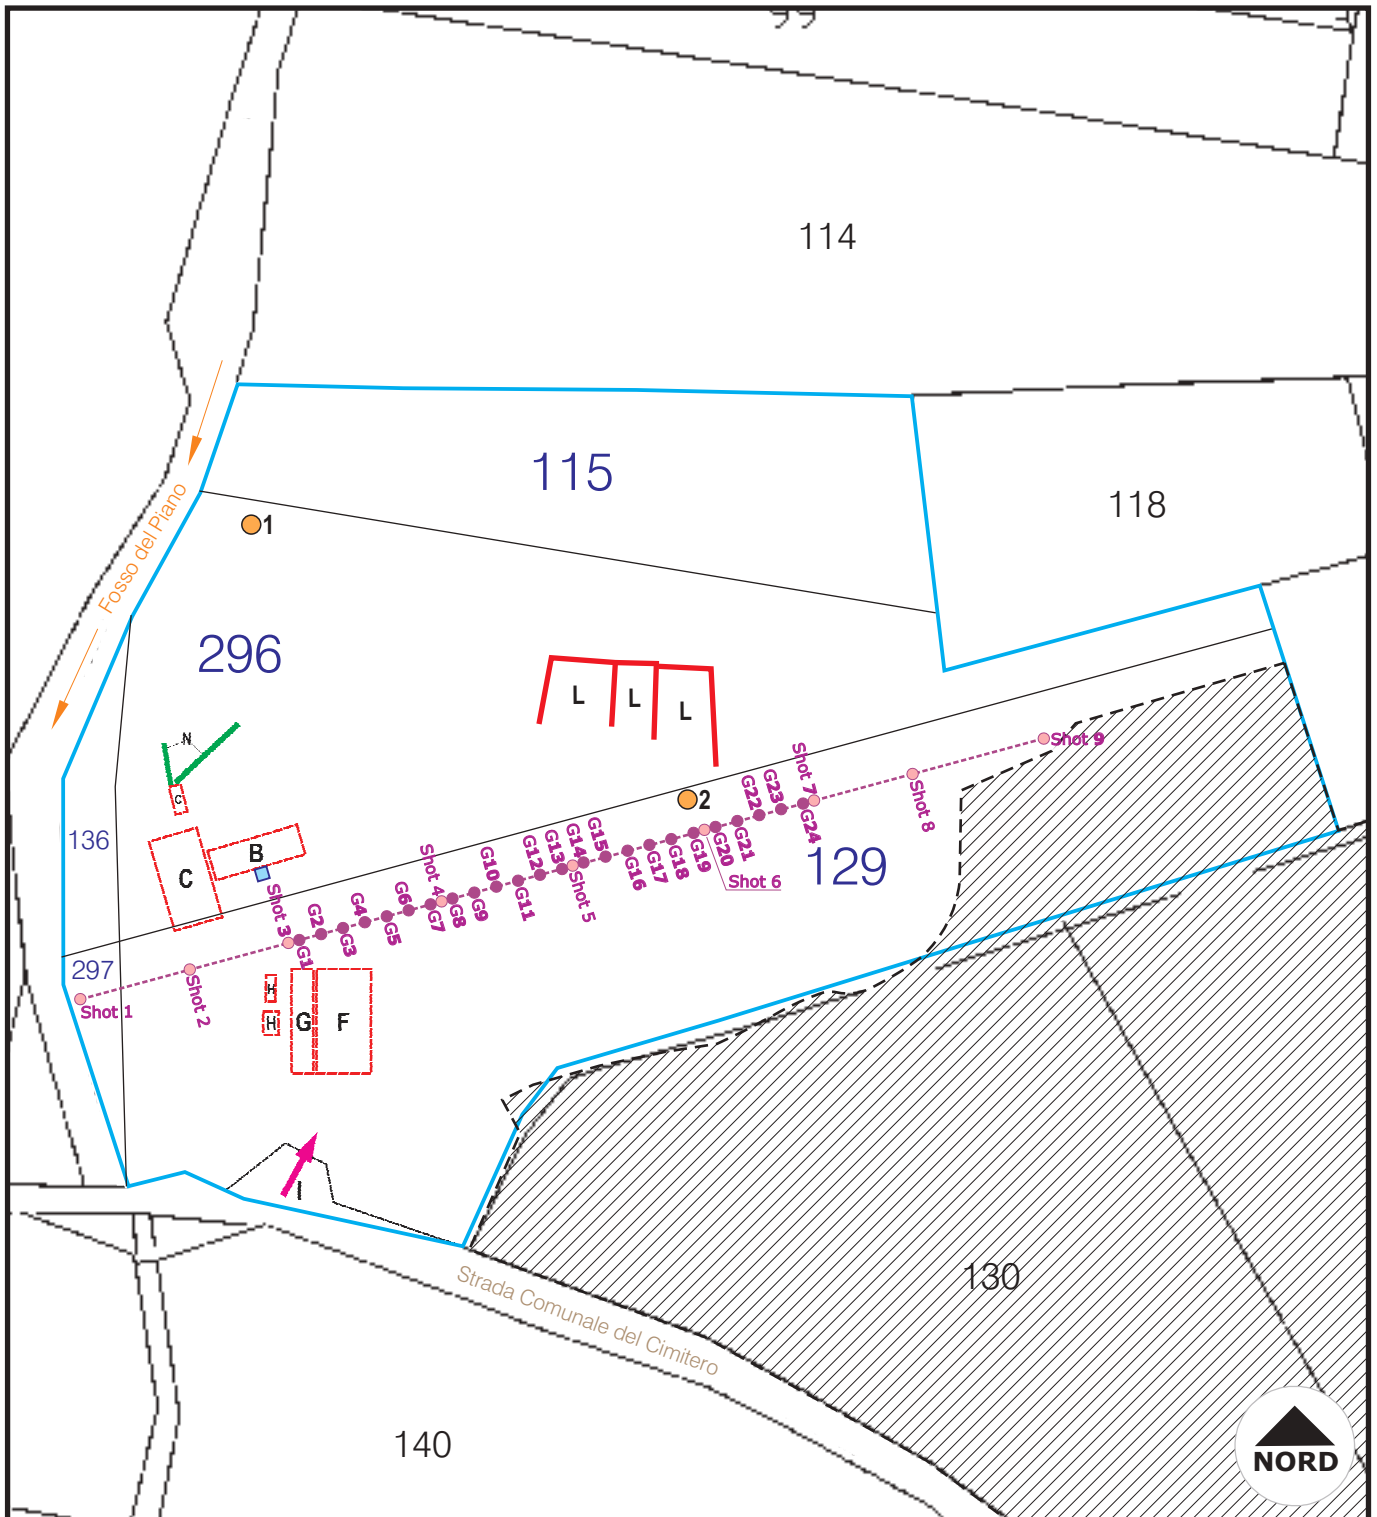 99
114
115
118
Fosso del Piano
1
296
L
L
L
N
C
C
B
136
297
2
129
Shot 1
Shot 2
Shot 3
G1
G2
G3
G4
G5
G6
G7
Shot 4
G8
G9
G10
G11
G12
G13
G14
Shot 5
G15
G16
G17
G18
G19
Shot 6
G20
G21
G22
G23
G24
Shot 7
Shot 8
Shot 9
H
H
G
F
I
130
Strada Comunale del Cimitero
140
NORD